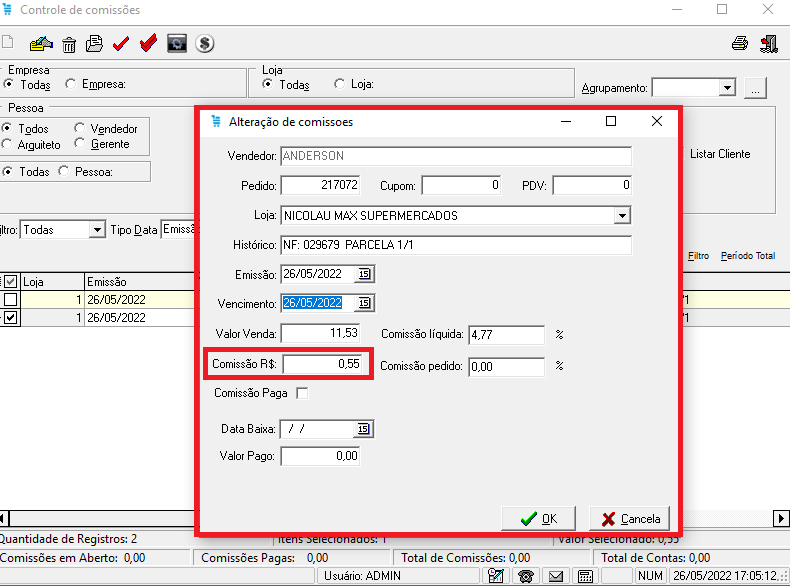 Controle de comissões
Empresa
Todas Empresa:
Loja
Todas Loja:
Agrupamento: ...
Pessoa
Todos Vendedor
Arquiteto Gerente
Todas Pessoa:
Listar Cliente
Todas Tipo Data
Filtro Período Total
Loja Emissão
1 26/05/2022
1 26/05/2022
Alteração de comissoes
Vendedor: ANDERSON
Pedido: 217072 Cupom: 0 PDV: 0
Loja: NICOLAU MAX SUPERMERCADOS
Histórico: NF: 029679 PARCELA 1/1
Emissão: 26/05/2022 15
Vencimento: 26/05/2022 15
Valor Venda: 11,53 Comissão líquida: 4,77 %
Comissão R$: 0,55 Comissão pedido: 0,00 %
Comissão Paga
Data Baixa: / / 15
Valor Pago: 0,00
OK Cancela
Quantidade de Registros: 2 Itens Selecionados: 1 Valor Selecionado: 0,55
Comissões em Aberto: 0,00 Comissões Pagas: 0,00 Total de Comissões: 0,00 Total de Contas: 0,00
Usuário: ADMIN NUM 26/05/2022 17:05:12